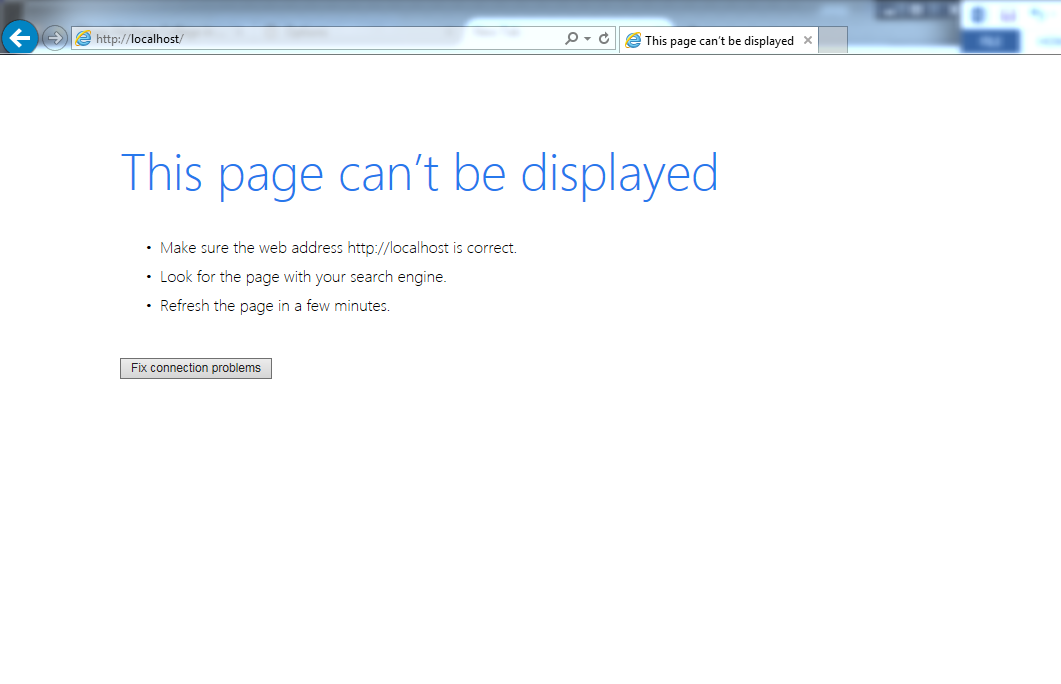 http://localhost/
This page can't be displayed
This page can't be displayed
• Make sure the web address http://localhost is correct.
• Look for the page with your search engine.
• Refresh the page in a few minutes.
Fix connection problems